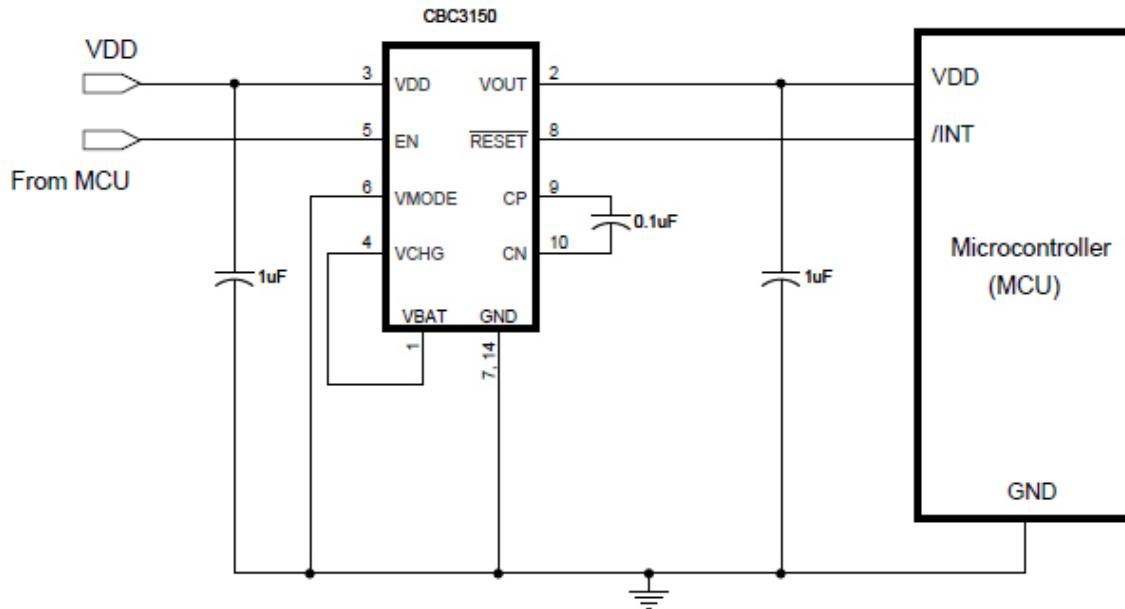 CBC3150
VDD
3
VDD
VOUT
2
VDD
5
EN
RESET
8
/INT
From MCU
6
VMODE
CP
9
0.1uF
4
VCHG
CN
10
Microcontroller
(MCU)
1uF
1uF
VBAT
GND
1
7, 14
GND